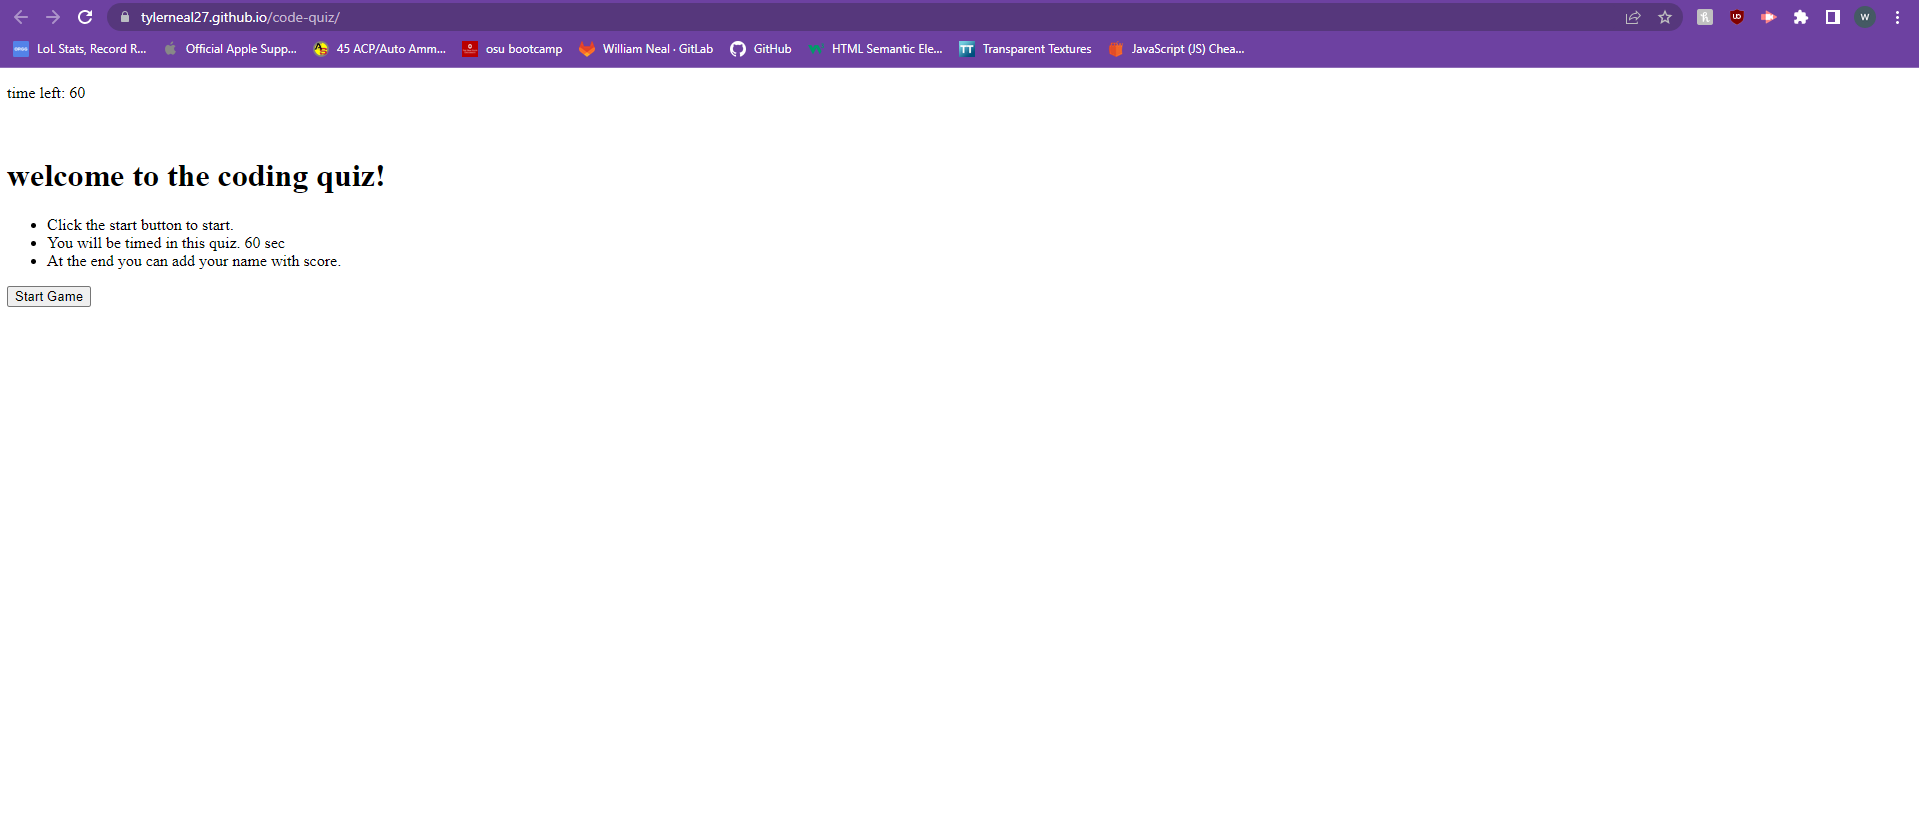 tylerneal27.github.io/code-quiz/
W
LoL Stats, Record R... Official Apple Supp... 45 ACP/Auto Amm... osu bootcamp William Neal · GitLab GitHub HTML Semantic Ele... TT Transparent Textures JavaScript (JS) Chea...
time left: 60
welcome to the coding quiz!
• Click the start button to start.
• You will be timed in this quiz. 60 sec
• At the end you can add your name with score.
Start Game